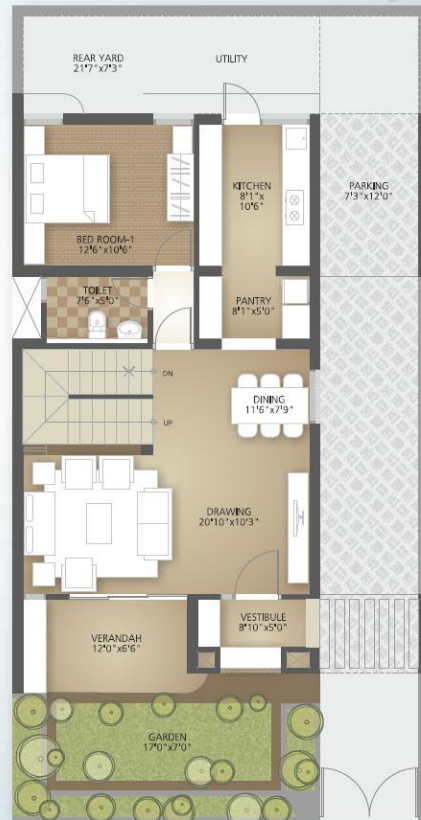 REAR YARD
21'7"x7'3"
UTILITY
KITCHEN
8'1"x
10'6"
PARKING
7'3"x12'0"
BED ROOM-1
12'6"x10'6"
TOILET
7'6"x5'0"
PANTRY
8'1"x5'0"
DN
DINING
11'6"x7'9"
UP
DRAWING
20'10"x10'3"
VESTIBULE
8'10"x5'0"
VERANDAH
12'0"x6'6"
GARDEN
17'0"x7'0"